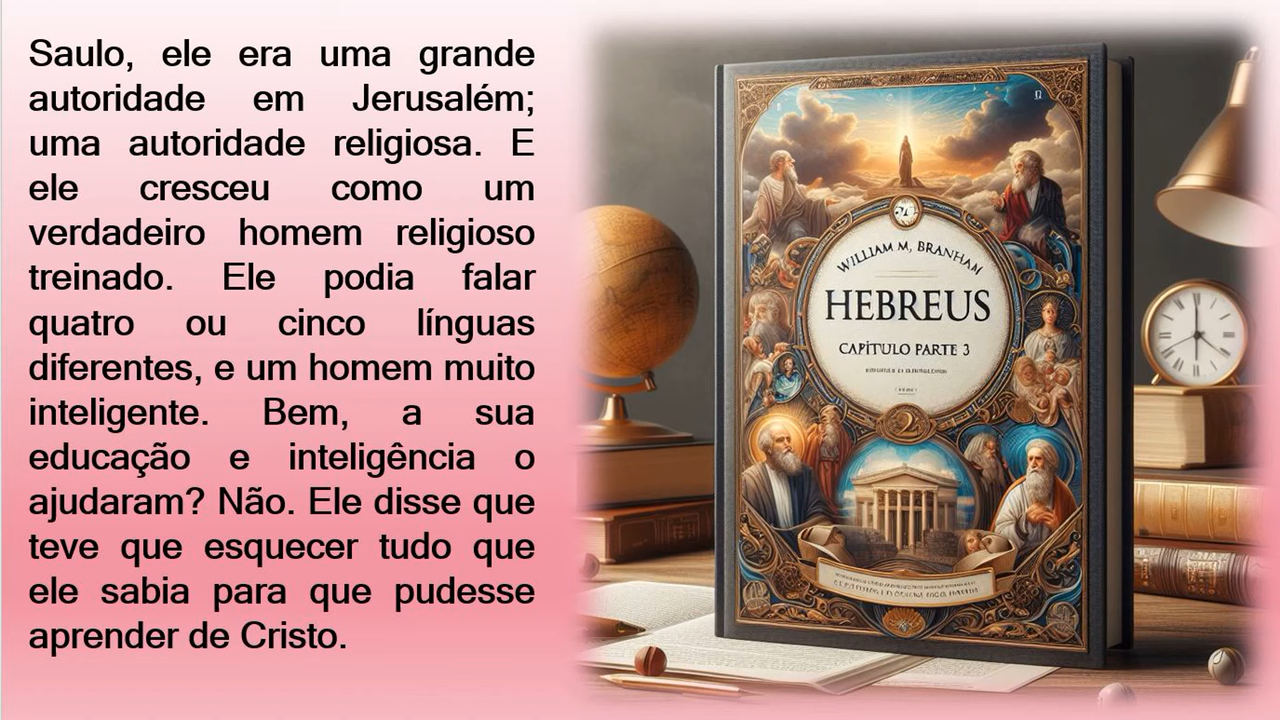 Saulo, ele era uma grande
autoridade em Jerusalém;
uma autoridade religiosa. E
ele cresceu como um
verdadeiro homem religioso
treinado. Ele podia falar
quatro ou cinco línguas
diferentes, e um homem muito
inteligente. Bem, a sua
educação e inteligência o
ajudaram? Não. Ele disse que
teve que esquecer tudo que
ele sabia para que pudesse
aprender de Cristo.
WILLIAM M, BRANHAM
HEBREUS
CAPÍTULO PARTE 3
2